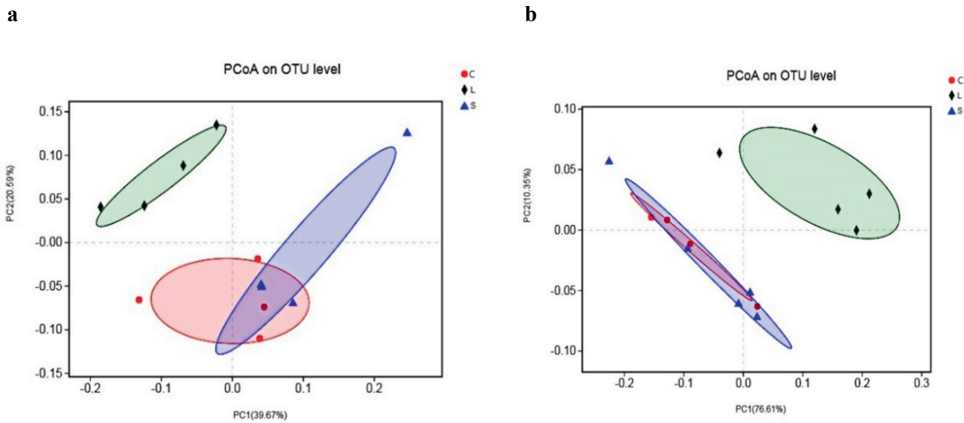 a
PCoA on OTU level
C
L
S
0.15
0.10
0.05
-0.00
-0.05
-0.10
-0.15
PC2(20.59%)
-0.2
-0.1
0.0
0.1
0.2
PC1(39.67%)
b
PCoA on OTU level
C
L
S
0.10
0.05
0.00
-0.05
-0.10
PC2(10.35%)
-0.2
-0.1
0.0
0.1
0.2
0.3
PC1(76.61%)